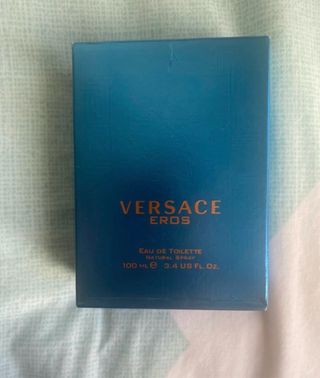 VERSACE
EROS
EAU DE TOILETTE
NATURAL SPRAY
100 ML ℮ 3.4 US FL. OZ.